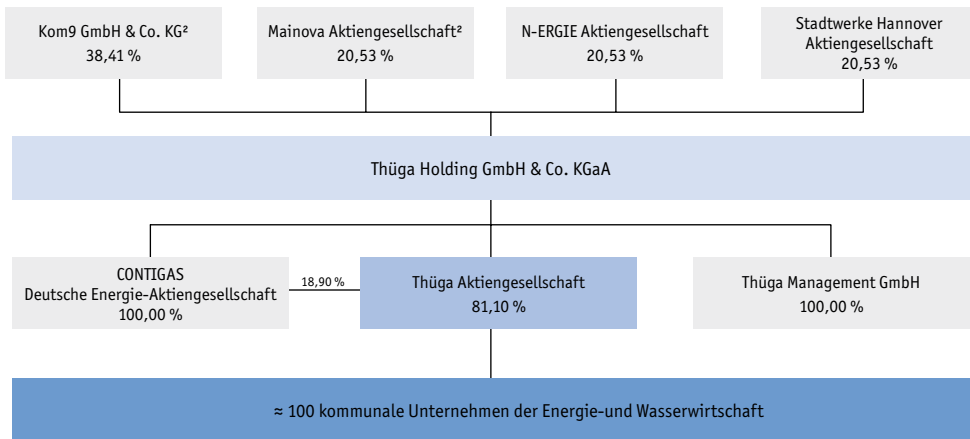 Kom9 GmbH & Co. KG²
38,41 %
Mainova Aktiengesellschaft²
20,53 %
N-ERGIE Aktiengesellschaft
20,53 %
Stadtwerke Hannover
Aktiengesellschaft
20,53 %
Thüga Holding GmbH & Co. KGaA
CONTIGAS
Deutsche Energie-Aktiengesellschaft
100,00 %
18,90 %
Thüga Aktiengesellschaft
81,10 %
Thüga Management GmbH
100,00 %
≈ 100 kommunale Unternehmen der Energie-und Wasserwirtschaft